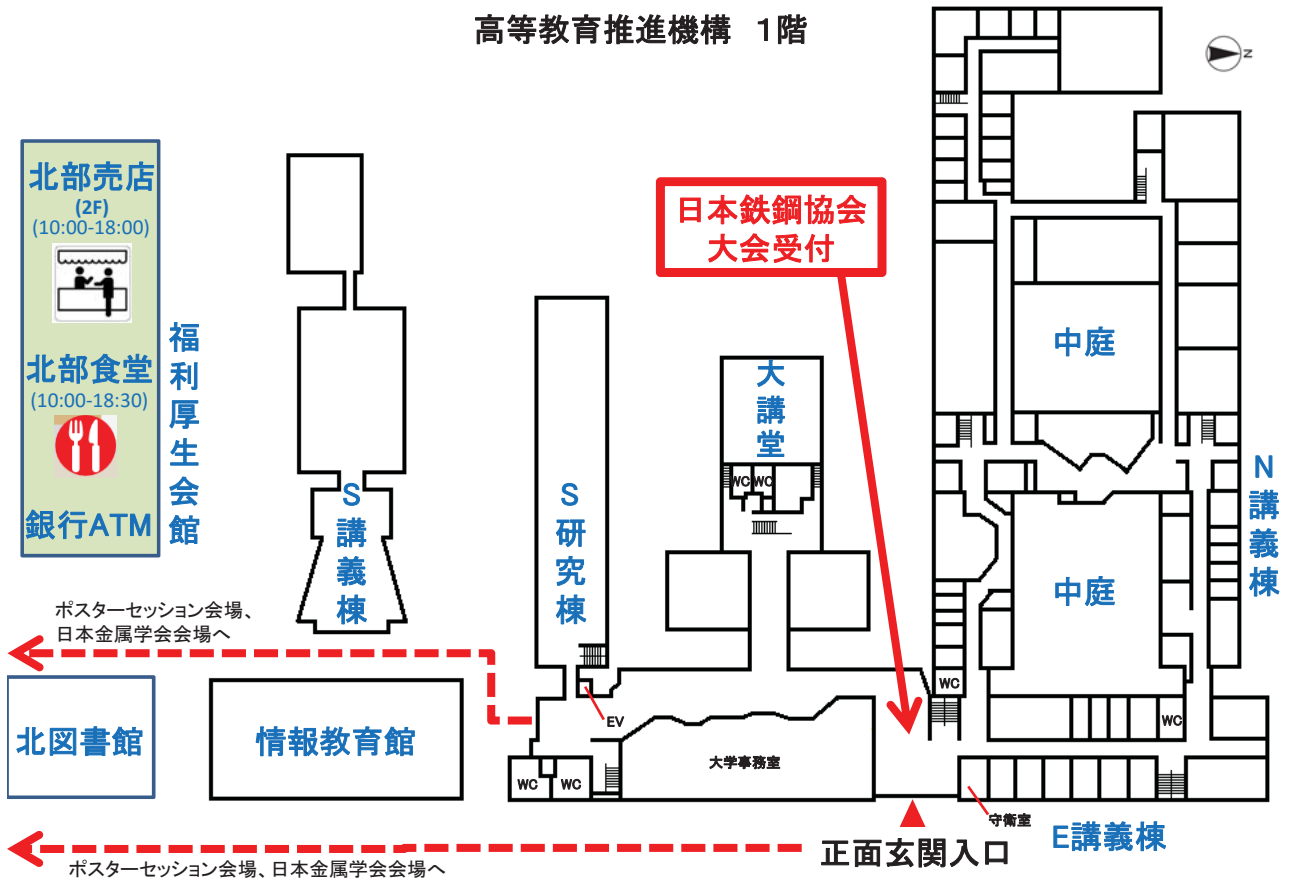 高等教育推進機構 1階
N
北部売店
(2F)
(10:00-18:00)
北部食堂
(10:00-18:30)
銀行ATM
福利厚生会館
S講義棟
S研究棟
日本鉄鋼協会
大会受付
大講堂
WC
WC
中庭
中庭
N講義棟
ポスターセッション会場、
日本金属学会会場へ
北図書館
情報教育館
EV
WC
WC
大学事務室
WC
WC
守衛室
E講義棟
正面玄関入口
ポスターセッション会場、日本金属学会会場へ